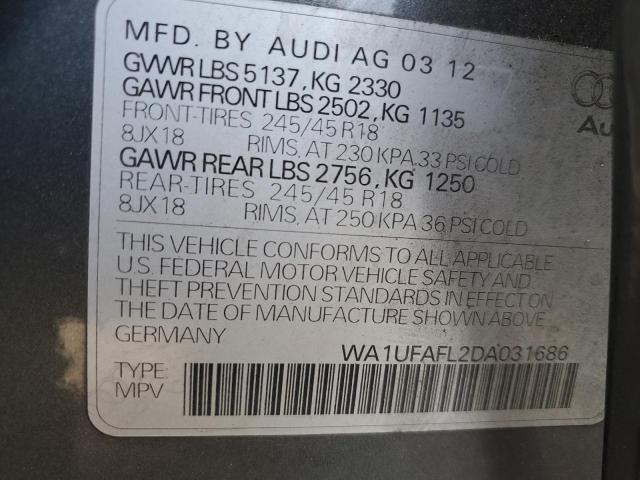 MFD. BY AUDI AG 03 12
GVWR LBS 5137, KG 2330
GAWR FRONT LBS 2502, KG 1135
FRONT-TIRES 245/45 R18
8JX18 RIMS, AT 230 KPA 33 PSI COLD
GAWR REAR LBS 2756, KG 1250
REAR-TIRES 245/45 R18
8JX18 RIMS, AT 250 KPA 36 PSI COLD
THIS VEHICLE CONFORMS TO ALL APPLICABLE
U.S. FEDERAL MOTOR VEHICLE SAFETY AND
THEFT PREVENTION STANDARDS IN EFFECT ON
THE DATE OF MANUFACTURE SHOWN ABOVE
GERMANY
WA1UFAFL2DA031686
TYPE:
MPV